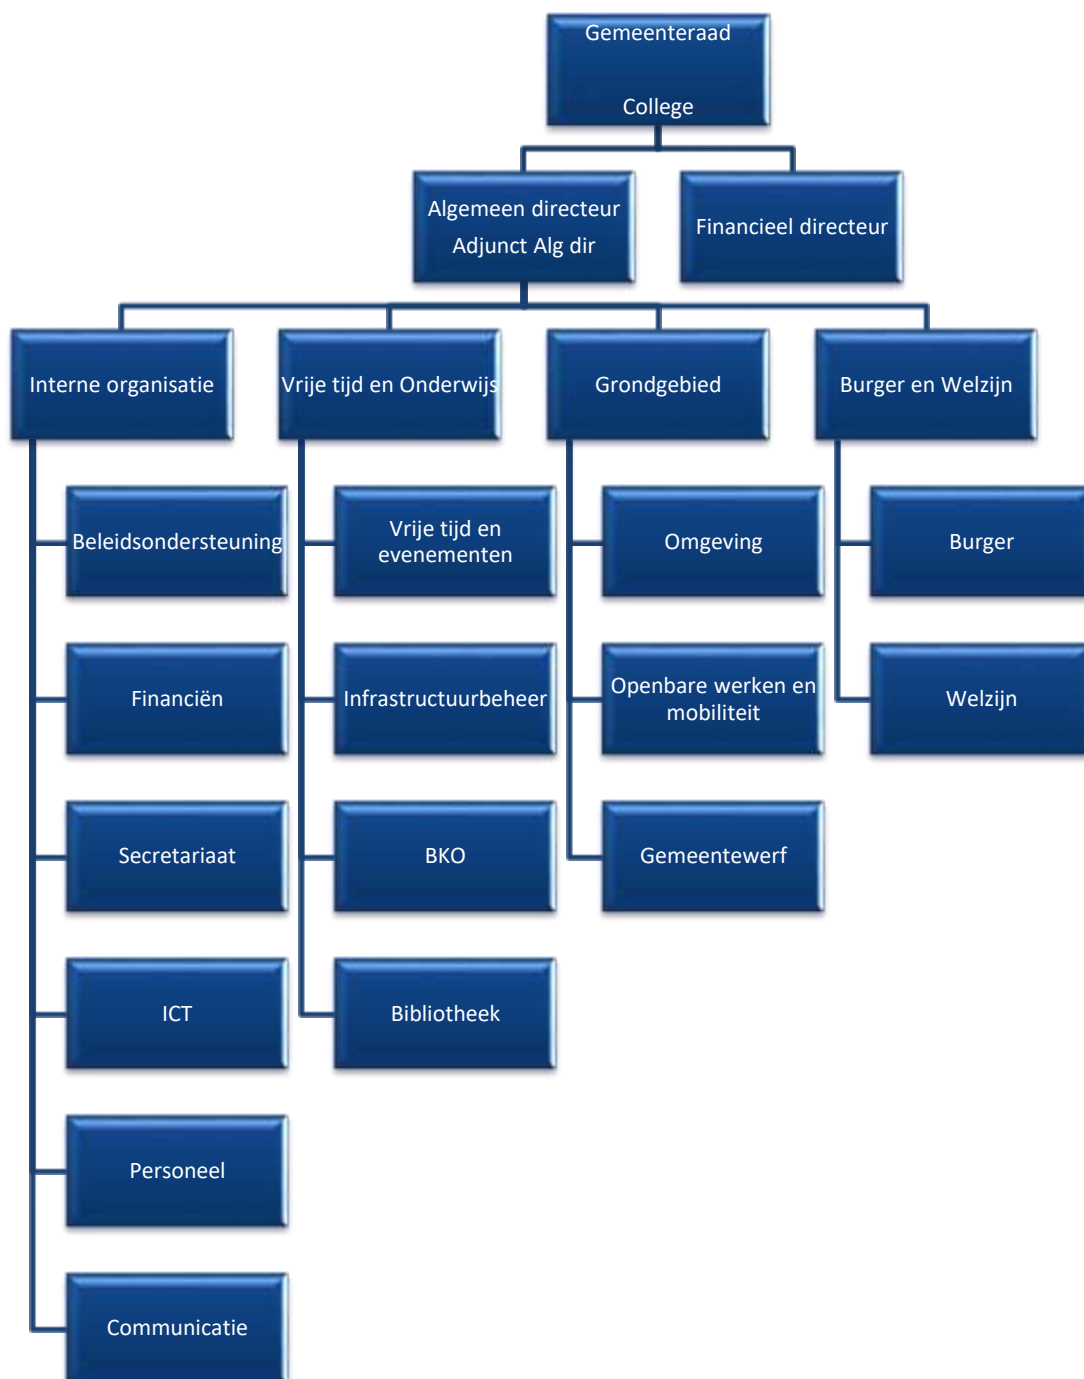 Gemeenteraad
College
Algemeen directeur
Adjunct Alg dir
Financieel directeur
Interne organisatie
Vrije tijd en Onderwijs
Grondgebied
Burger en Welzijn
Beleidsondersteuning
Vrije tijd en
evenementen
Omgeving
Burger
Financiën
Infrastructuurbeheer
Openbare werken en
mobiliteit
Welzijn
Secretariaat
BKO
Gemeentewerf
ICT
Bibliotheek
Personeel
Communicatie